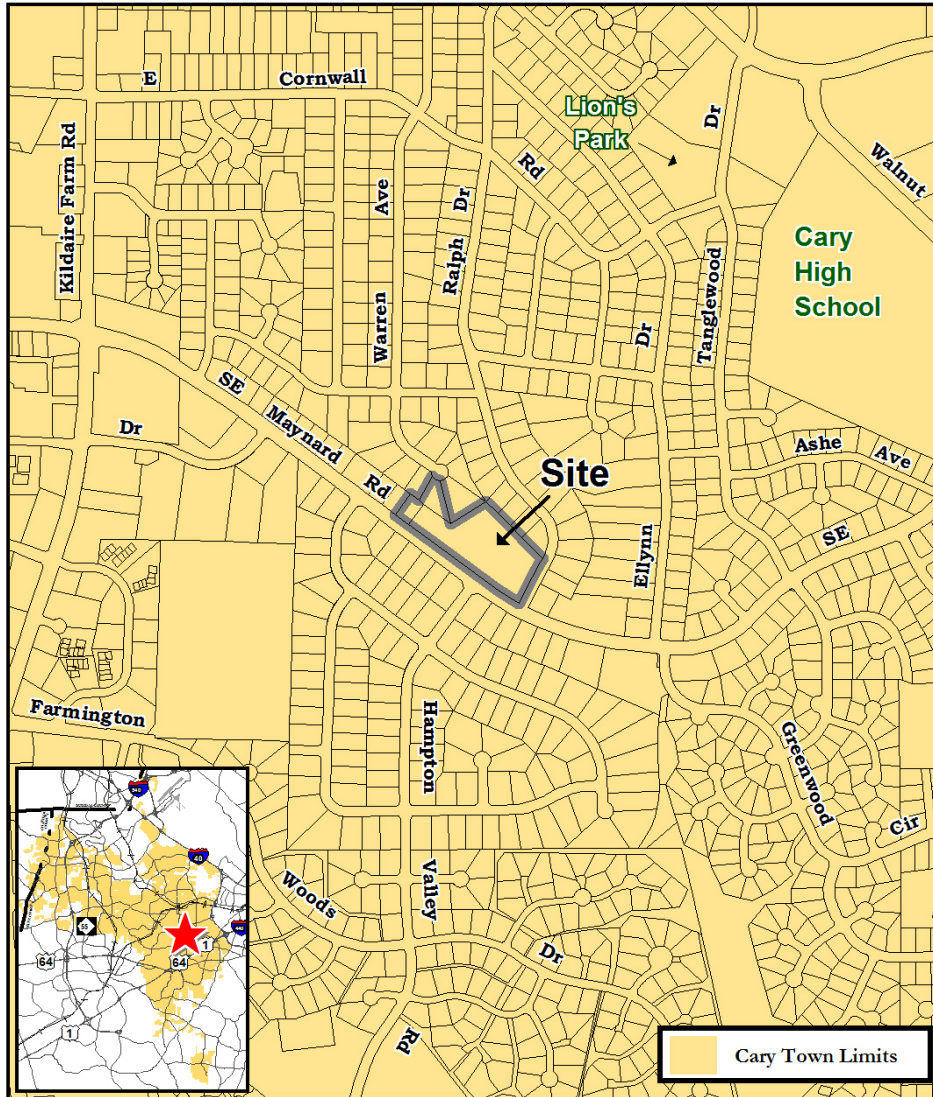 E Cornwall
Rd
Kildaire Farm Rd
Lion's
Park
Dr
Walnut
Warren Ave
Ralph Dr
Cary
High
School
Tanglewood
Dr
SE Maynard Rd
Dr
Site
Ashe Ave
SE
Ellynn
Farmington
Hampton
Greenwood
Cir
Valley
Woods
Dr
Rd
540
40
55
440
1
64
64
1
Cary Town Limits